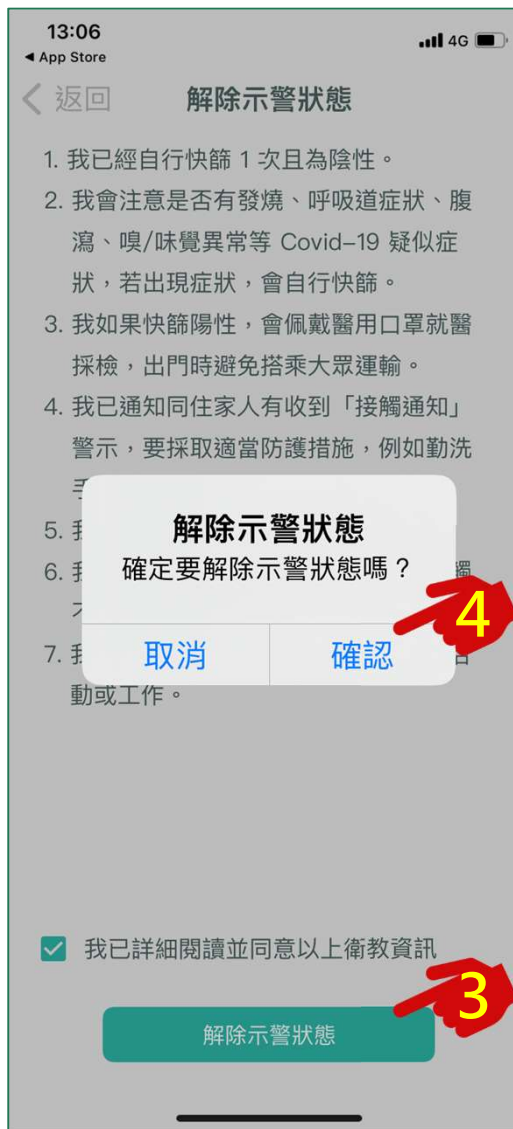 13:06
4G
◀ App Store
返回 解除示警狀態
1. 我已經自行快篩 1 次且為陰性。
2. 我會注意是否有發燒、呼吸道症狀、腹
瀉、嗅/味覺異常等 Covid-19 疑似症
狀，若出現症狀，會自行快篩。
3. 我如果快篩陽性，會佩戴醫用口罩就醫
採檢，出門時避免搭乘大眾運輸。
4. 我已通知同住家人有收到「接觸通知」
警示，要採取適當防護措施，例如勤洗
5.
6.
7.
動或工作。
解除示警狀態
確定要解除示警狀態嗎？
取消 確認
4
我已詳細閱讀並同意以上衛教資訊
3
解除示警狀態